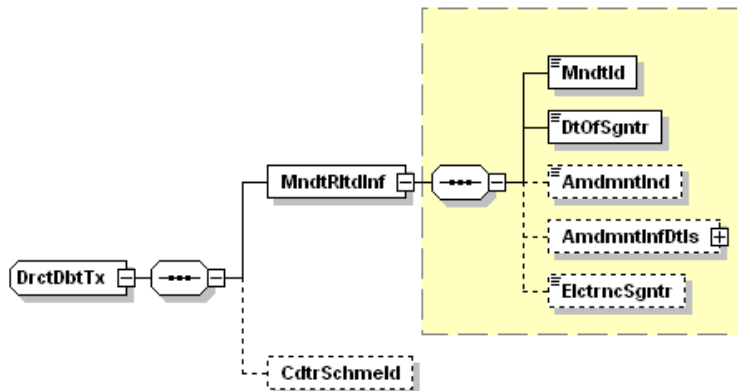 MndtId
DtOfSgntr
MndtRltdInf
AmdmntInd
AmdmntInfDtls
DrctDbtTx
ElctrncSgntr
CdtrSchmeId